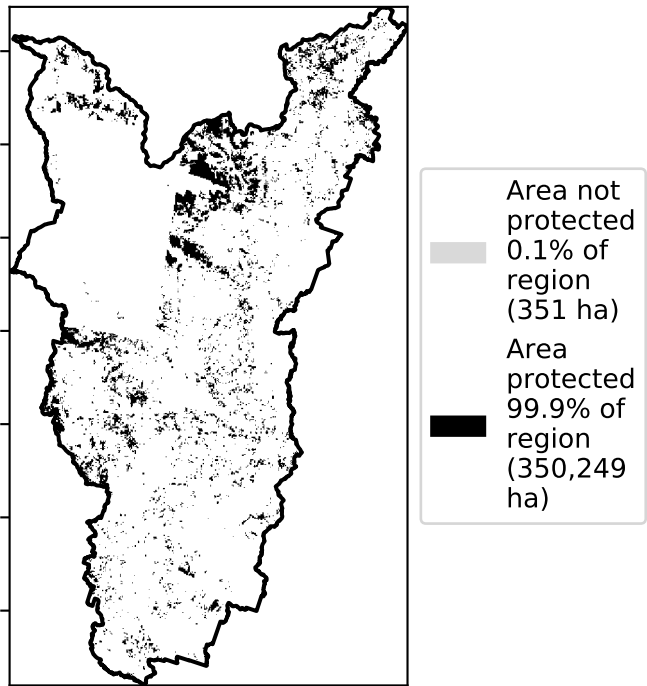 Area not
protected
0.1% of
region
(351 ha)
Area
protected
99.9% of
region
(350,249
ha)